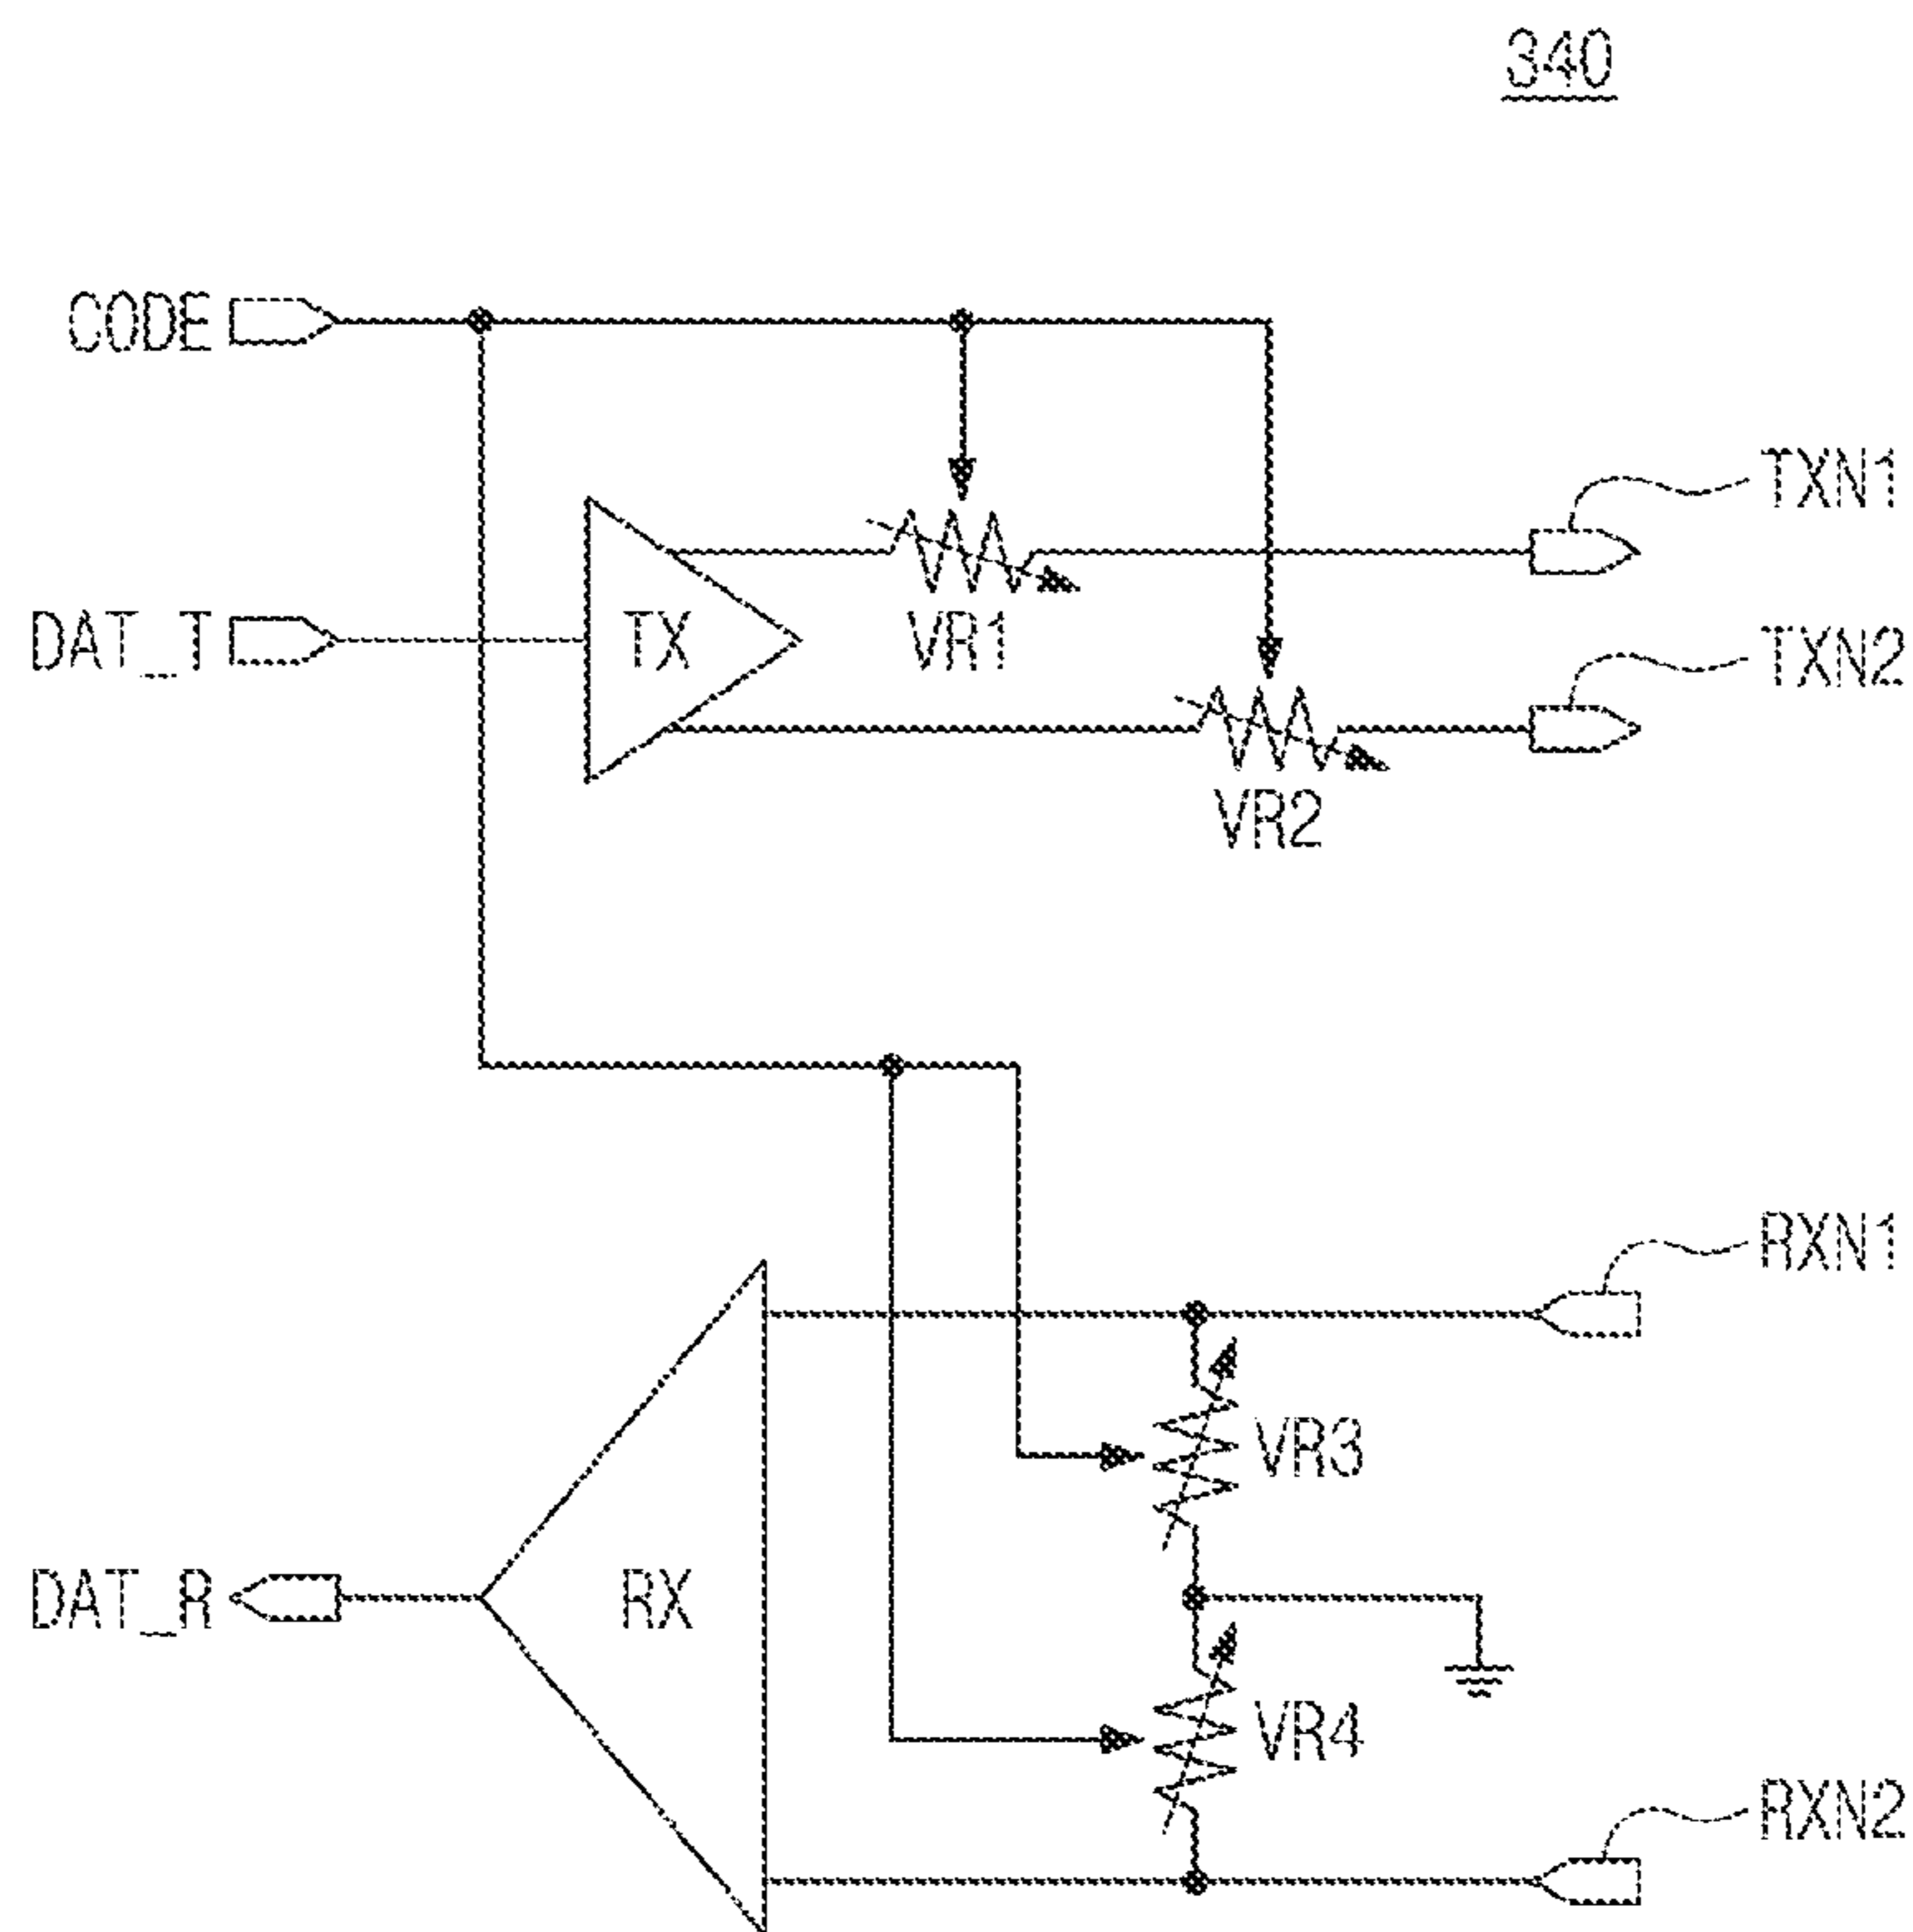 340
CODE
TXN1
DAT_T
TX
VR1
TXN2
VR2
RXN1
VR3
DAT_R
RX
VR4
RXN2